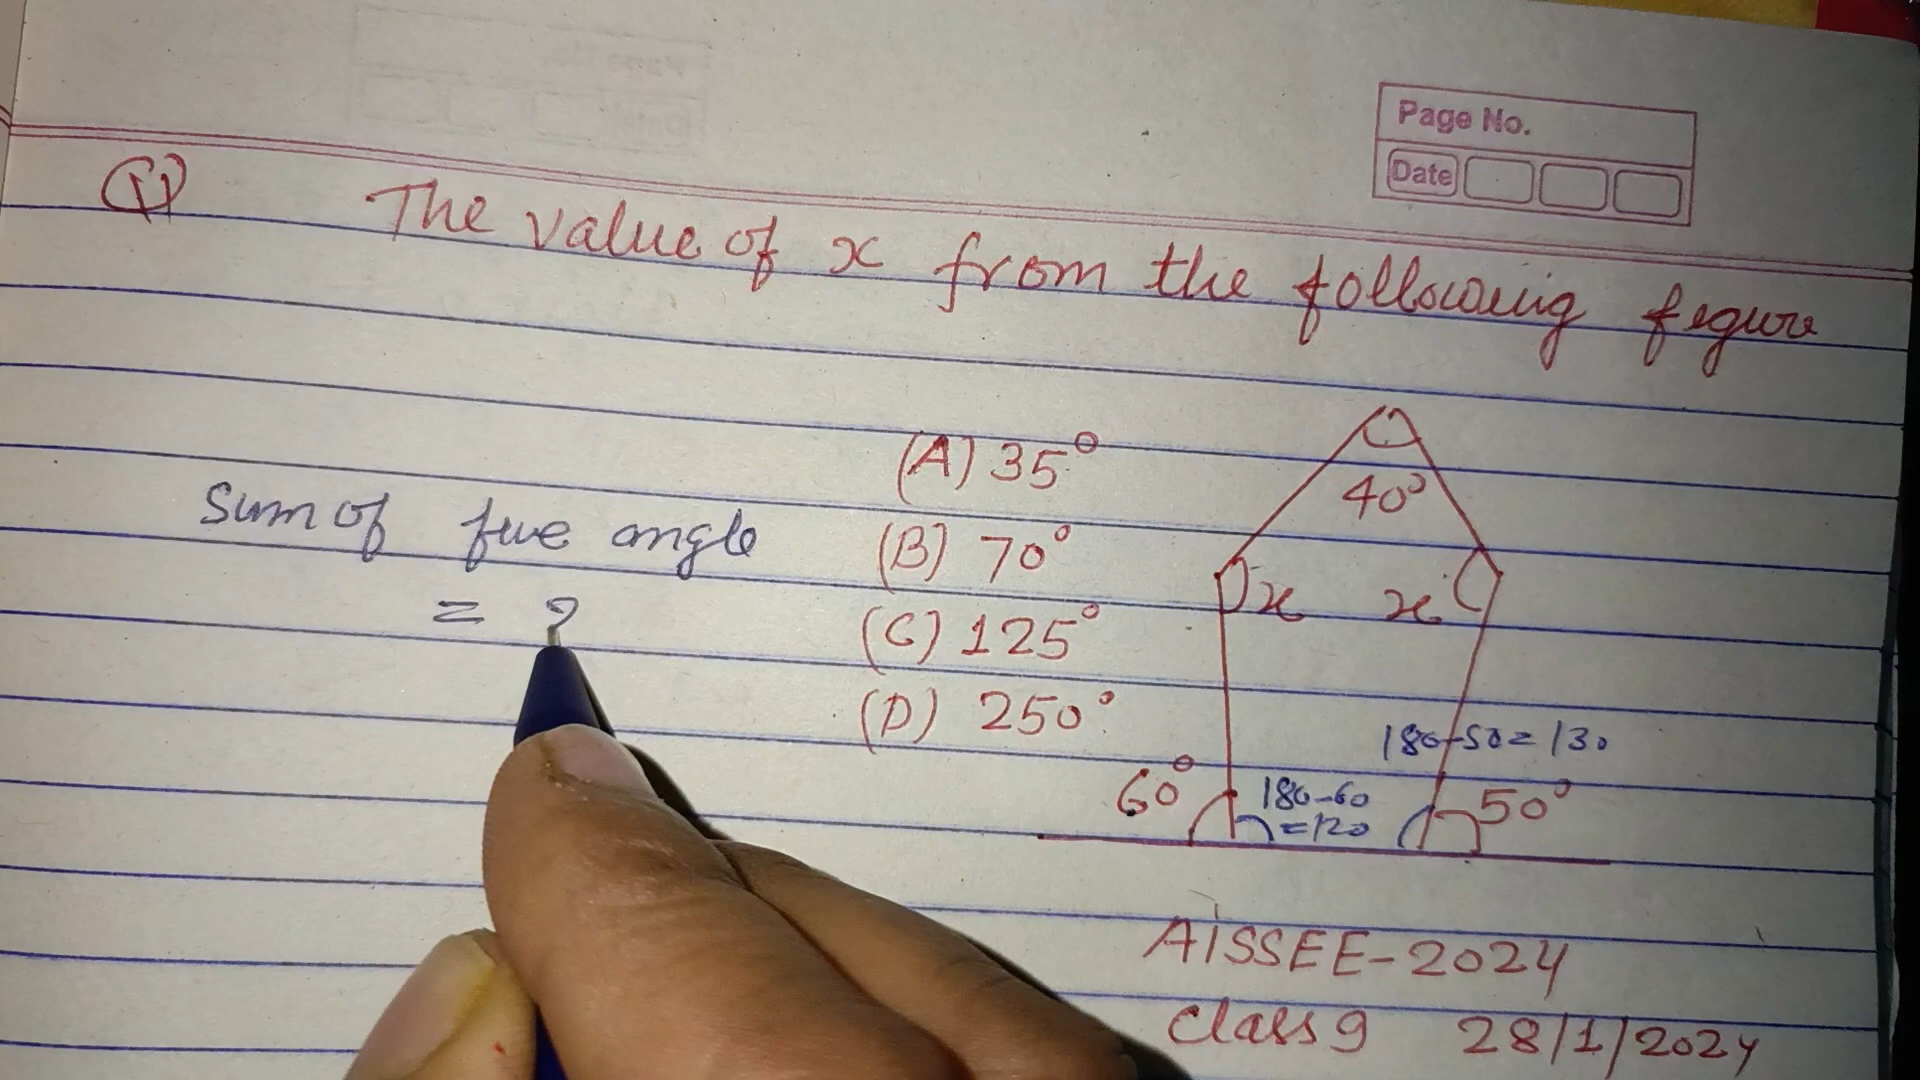 Page No.
Date
Q1) The value of x from the following figure
(A) 35°
(B) 70°
(C) 125°
(D) 250°
Sum of five angle
= ?
40°
x x
180-50=130
60° 180-60
=120
50°
AISSEE-2024
Class 9 28/1/2024